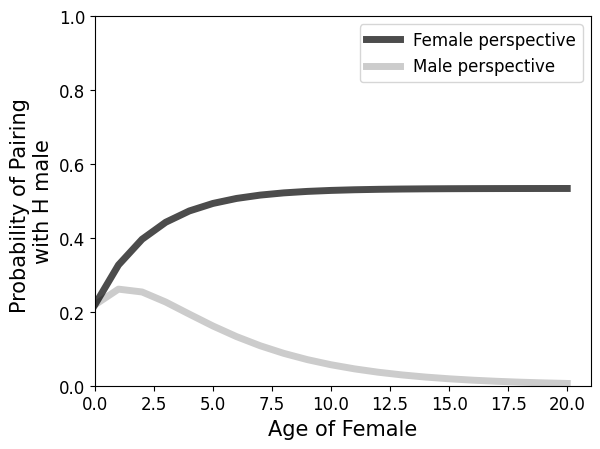 Female perspective
Male perspective
Probability of Pairing
with H male
1.0
0.8
0.6
0.4
0.2
0.0
0.0 2.5 5.0 7.5 10.0 12.5 15.0 17.5 20.0
Age of Female